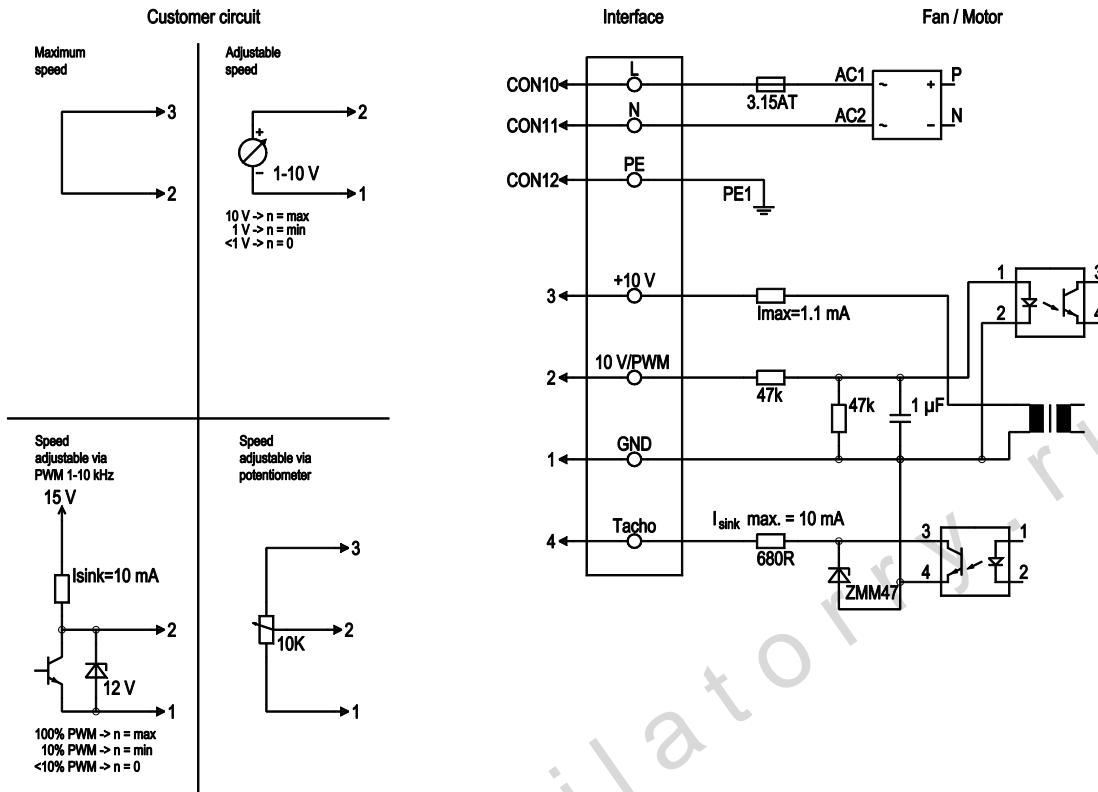 Customer circuit
Interface
Fan / Motor
Maximum
speed
3
2
Adjustable
speed
2
+
1-10 V
–
1
10 V -> n = max
1 V -> n = min
<1 V -> n = 0
Speed
adjustable via
PWM 1-10 kHz
15 V
Isink=10 mA
2
12 V
1
100% PWM -> n = max
10% PWM -> n = min
<10% PWM -> n = 0
Speed
adjustable via
potentiometer
3
10K
2
1
CON10
L
3.15AT
AC1
~
+
P
CON11
N
AC2
~
–
N
CON12
PE
PE1
3
+10 V
Imax=1.1 mA
1
2
3
4
2
10 V/PWM
47k
47k
1 µF
1
GND
4
Tacho
Isink max. = 10 mA
680R
ZMM47
3
4
1
2
ilatorry.ru